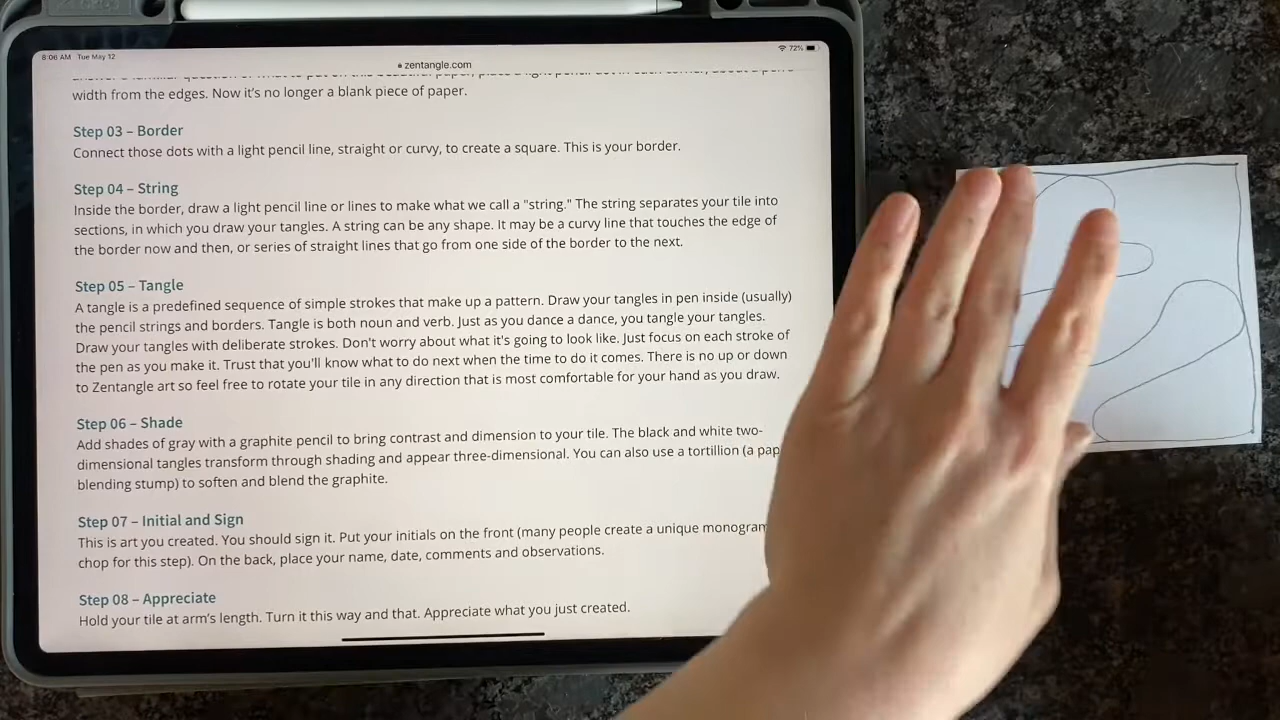 8:06 AM Tue May 12
72%
zentangle.com
width from the edges. Now it's no longer a blank piece of paper.
Step 03 – Border
Connect those dots with a light pencil line, straight or curvy, to create a square. This is your border.
Step 04 – String
Inside the border, draw a light pencil line or lines to make what we call a "string." The string separates your tile into
sections, in which you draw your tangles. A string can be any shape. It may be a curvy line that touches the edge of
the border now and then, or series of straight lines that go from one side of the border to the next.
Step 05 – Tangle
A tangle is a predefined sequence of simple strokes that make up a pattern. Draw your tangles in pen inside (usually)
the pencil strings and borders. Tangle is both noun and verb. Just as you dance a dance, you tangle your tangles.
Draw your tangles with deliberate strokes. Don't worry about what it's going to look like. Just focus on each stroke of
the pen as you make it. Trust that you'll know what to do next when the time to do it comes. There is no up or down
to Zentangle art so feel free to rotate your tile in any direction that is most comfortable for your hand as you draw.
Step 06 – Shade
Add shades of gray with a graphite pencil to bring contrast and dimension to your tile. The black and white two-
dimensional tangles transform through shading and appear three-dimensional. You can also use a tortillion (a pap
blending stump) to soften and blend the graphite.
Step 07 – Initial and Sign
This is art you created. You should sign it. Put your initials on the front (many people create a unique monogram
chop for this step). On the back, place your name, date, comments and observations.
Step 08 – Appreciate
Hold your tile at arm's length. Turn it this way and that. Appreciate what you just created.